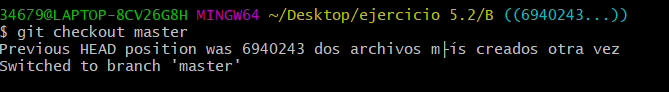 34679@LAPTOP-8CV26G8H MINGW64 ~/Desktop/ejercicio 5.2/B ((6940243...))
$ git checkout master
Previous HEAD position was 6940243 dos archivos m├ís creados otra vez
Switched to branch 'master'